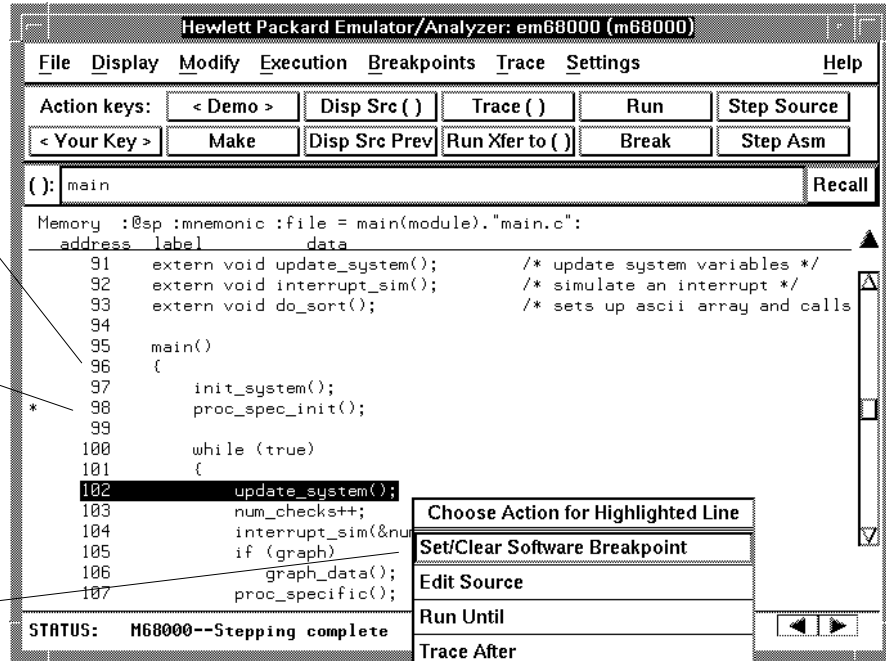 Hewlett Packard Emulator/Analyzer: em68000 (m68000)
File Display Modify Execution Breakpoints Trace Settings Help
Action keys: < Demo > Disp Src ( ) Trace ( ) Run Step Source
< Your Key > Make Disp Src Prev Run Xfer to ( ) Break Step Asm
( ): main Recall
Memory :@sp :mnemonic :file = main(module)."main.c":
address label data
91 extern void update_system(); /* update system variables */
92 extern void interrupt_sim(); /* simulate an interrupt */
93 extern void do_sort(); /* sets up ascii array and calls
94
95 main()
96 {
97 init_system();
* 98 proc_spec_init();
99
100 while (true)
101 {
102 update_system();
103 num_checks++;
104 interrupt_sim(&nu
105 if (graph)
106 graph_data();
107 proc_specific();
Choose Action for Highlighted Line
Set/Clear Software Breakpoint
Edit Source
Run Until
Trace After
STATUS: M68000--Stepping complete